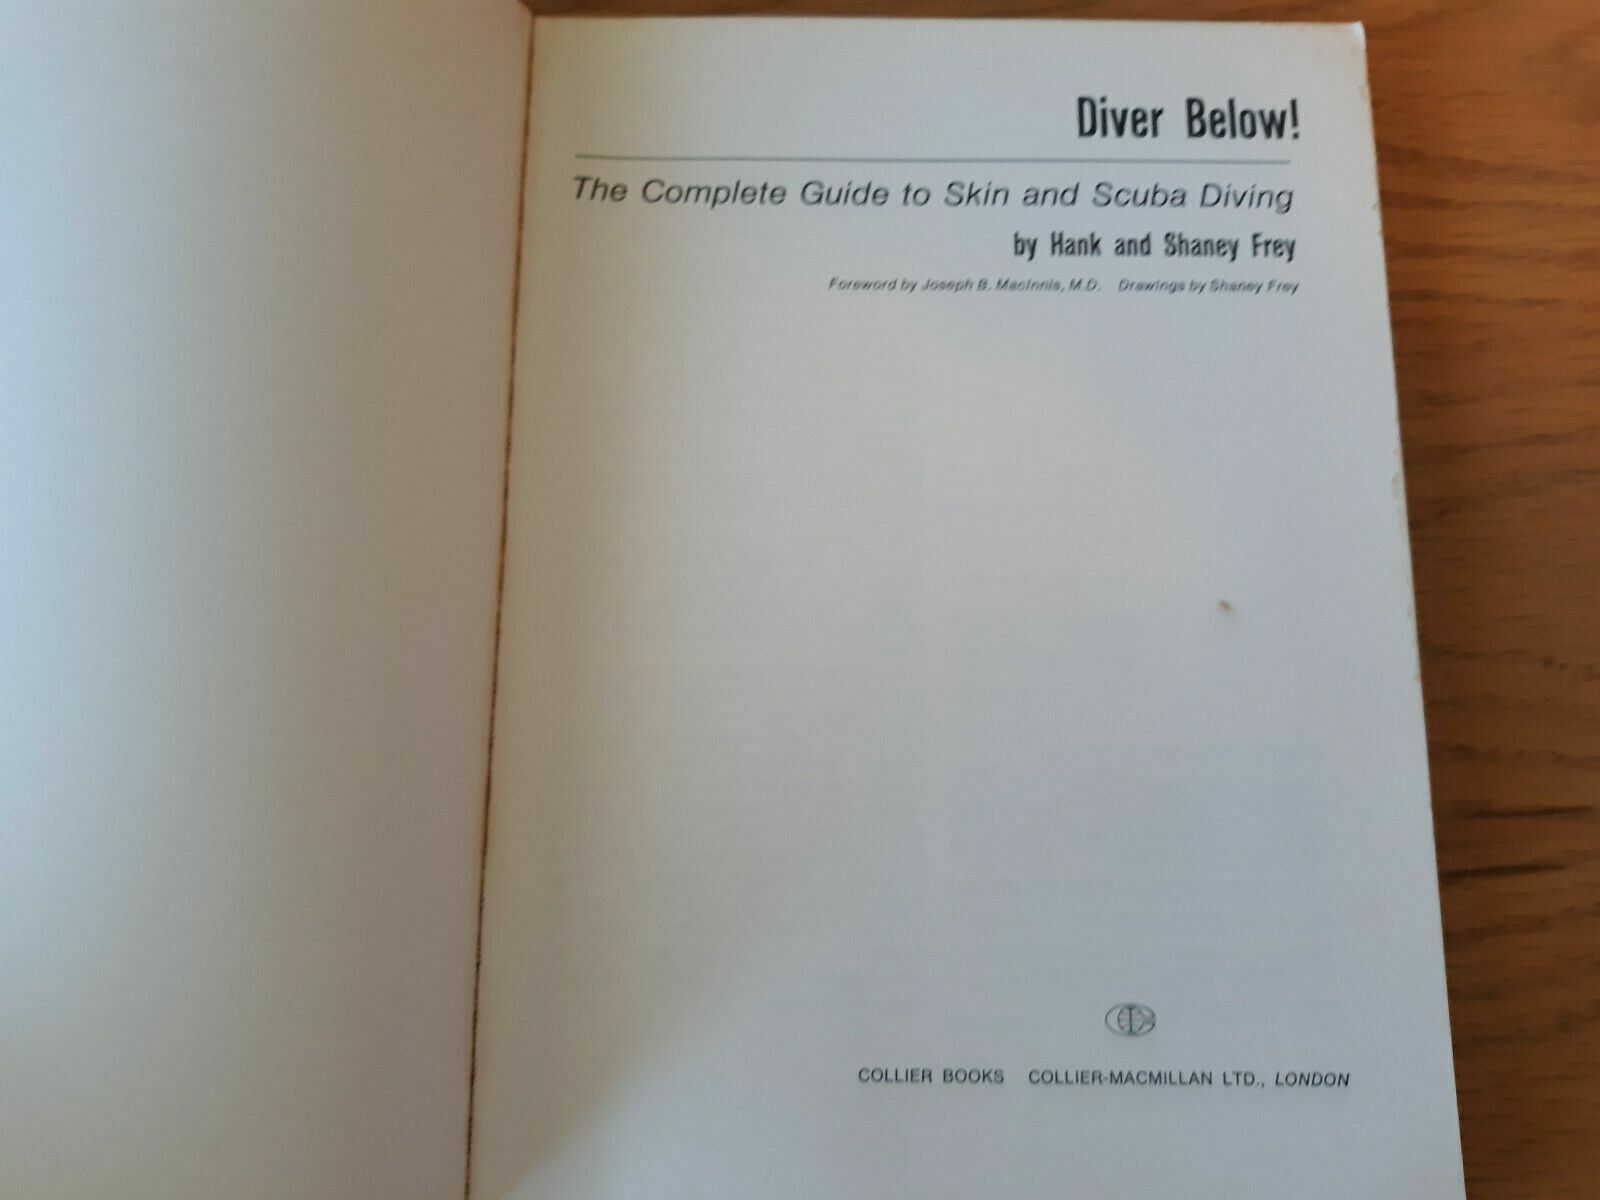 Diver Below!
The Complete Guide to Skin and Scuba Diving
by Hank and Shaney Frey
Foreword by Joseph B. MacInnis, M.D. Drawings by Shaney Frey
COLLIER BOOKS COLLIER-MACMILLAN LTD., LONDON